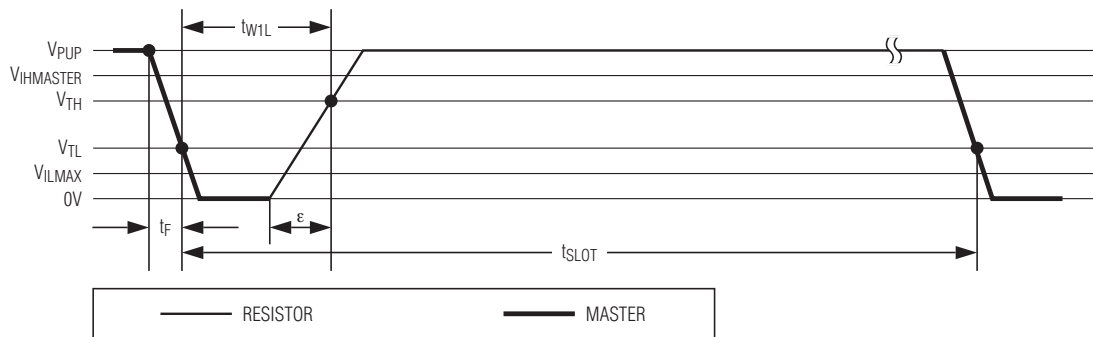 tW1L
VPUP
VIHMASTER
VTH
VTL
VILMAX
0V
tF
ε
tSLOT
RESISTOR
MASTER